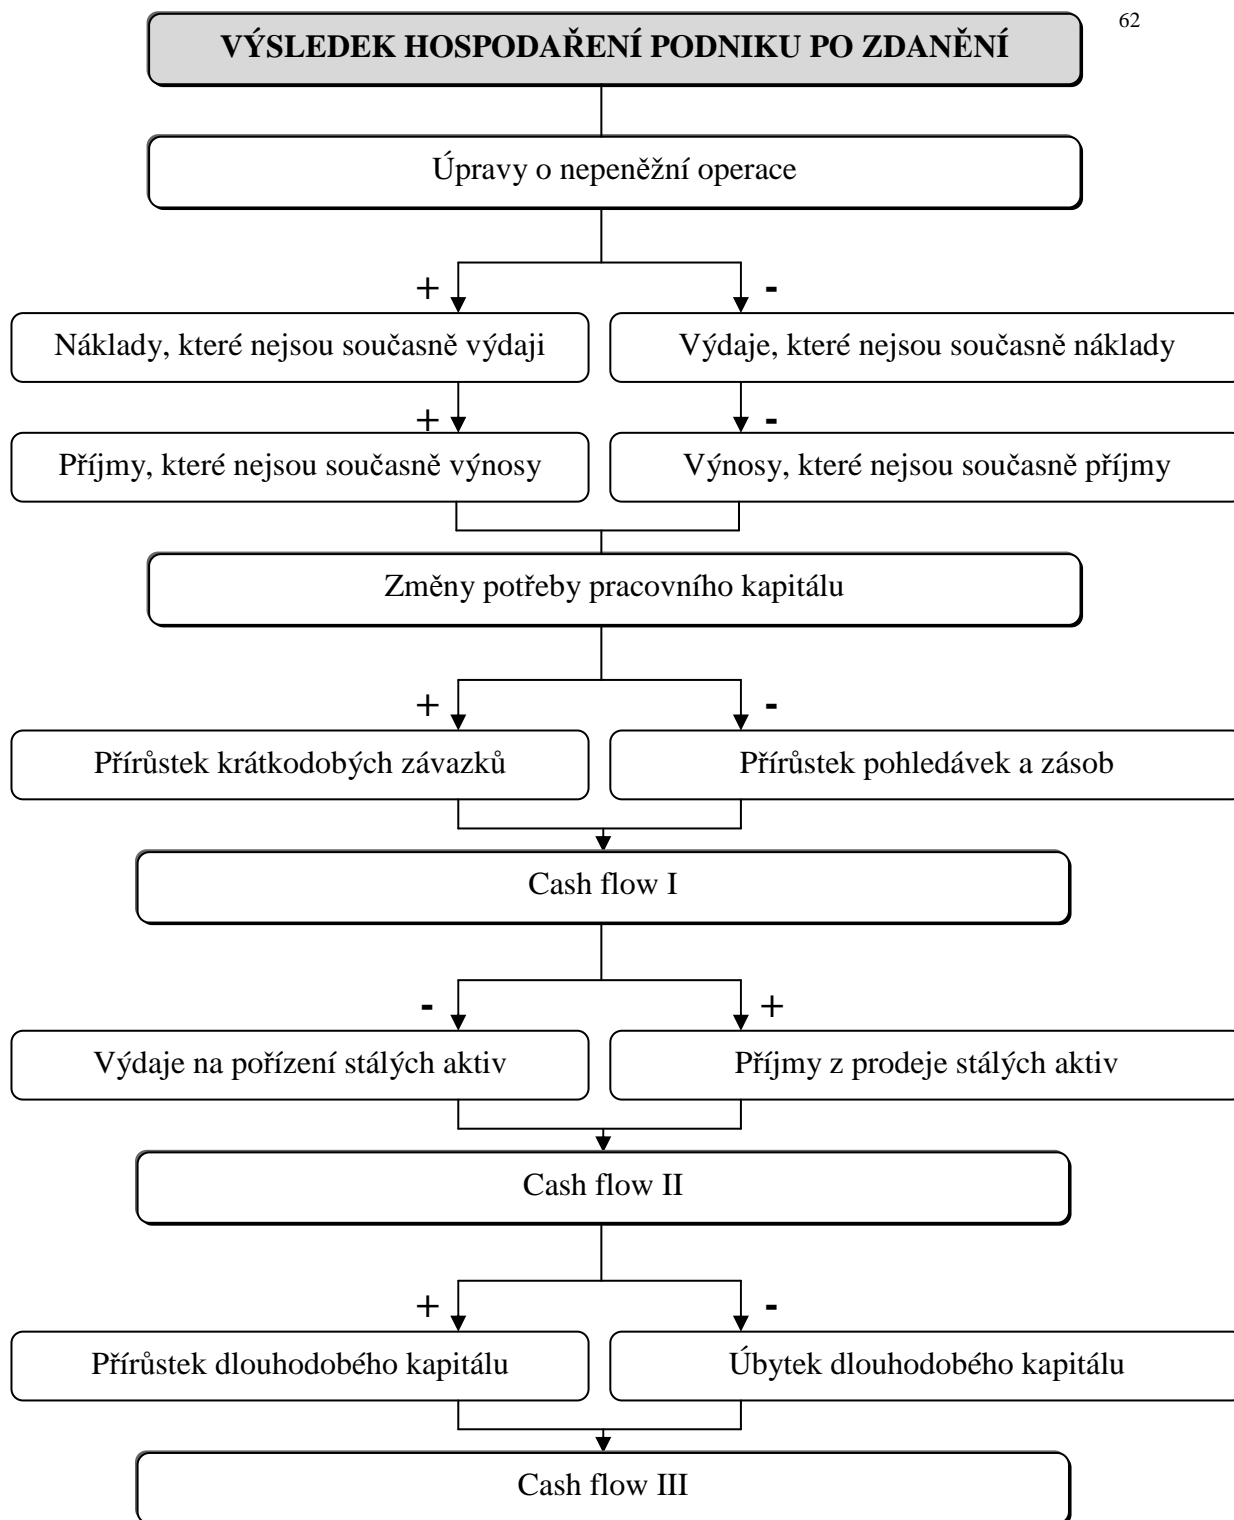 62
VÝSLEDEK HOSPODAŘENÍ PODNIKU PO ZDANĚNÍ
Úpravy o nepeněžní operace
+ -
Náklady, které nejsou současně výdaji
Výdaje, které nejsou současně náklady
+ -
Příjmy, které nejsou současně výnosy
Výnosy, které nejsou současně příjmy
Změny potřeby pracovního kapitálu
+ -
Přírůstek krátkodobých závazků
Přírůstek pohledávek a zásob
Cash flow I
- +
Výdaje na pořízení stálých aktiv
Příjmy z prodeje stálých aktiv
Cash flow II
+ -
Přírůstek dlouhodobého kapitálu
Úbytek dlouhodobého kapitálu
Cash flow III